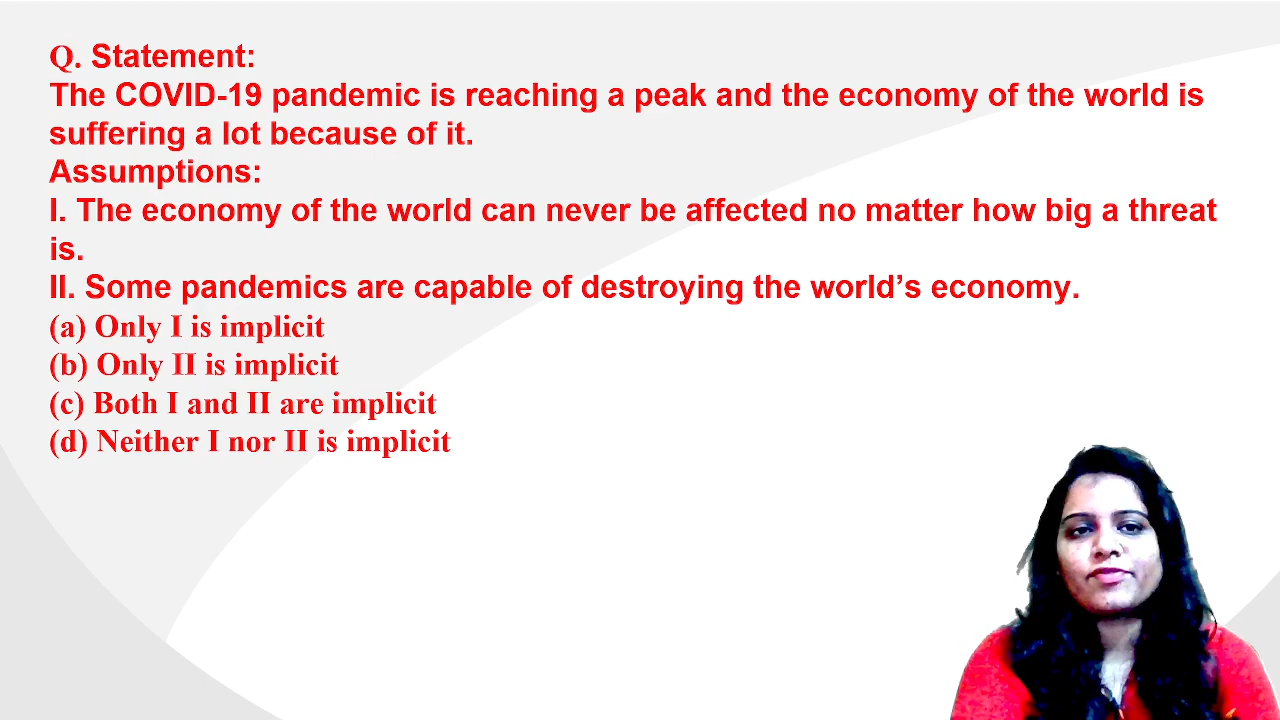 Q. Statement:
The COVID-19 pandemic is reaching a peak and the economy of the world is
suffering a lot because of it.
Assumptions:
I. The economy of the world can never be affected no matter how big a threat
is.
II. Some pandemics are capable of destroying the world’s economy.
(a) Only I is implicit
(b) Only II is implicit
(c) Both I and II are implicit
(d) Neither I nor II is implicit